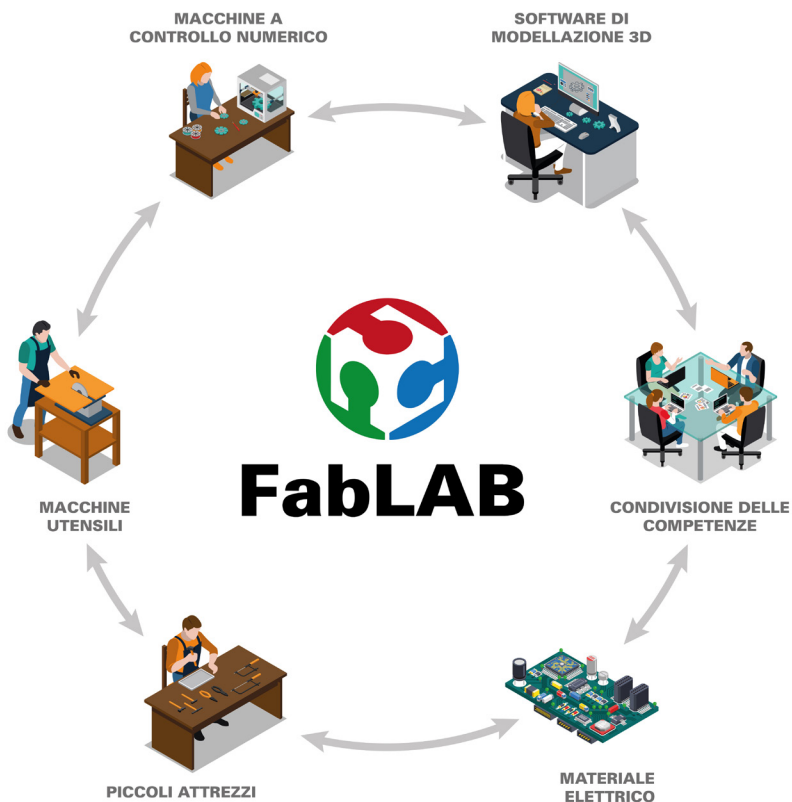 MACCHINE A
CONTROLLO NUMERICO
SOFTWARE DI
MODELLAZIONE 3D
FabLAB
MACCHINE
UTENSILI
CONDIVISIONE DELLE
COMPETENZE
PICCOLI ATTREZZI
MATERIALE
ELETTRICO